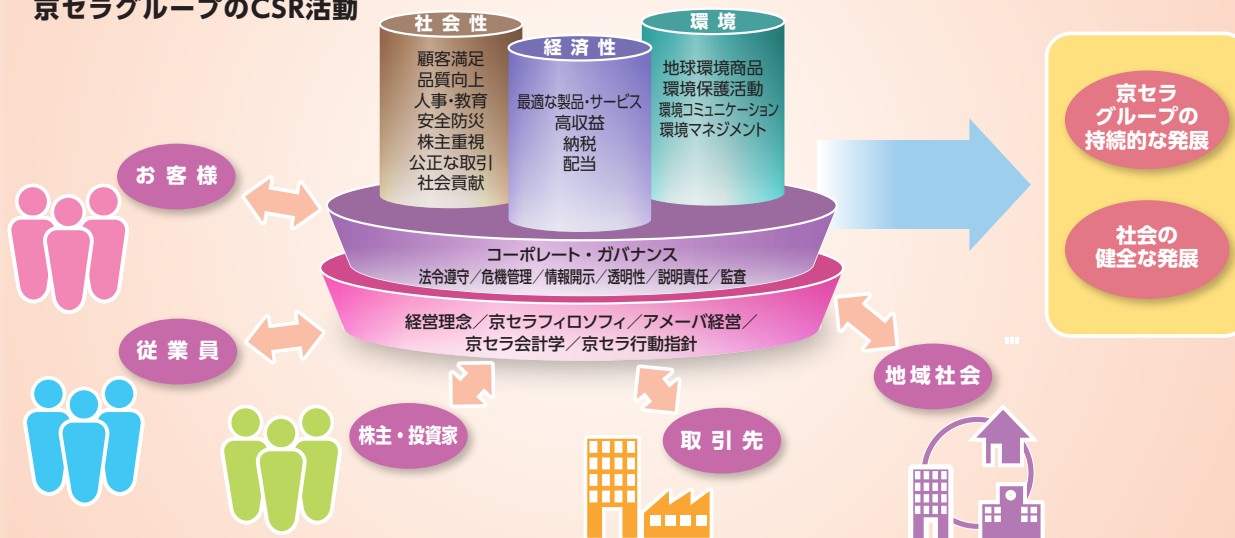 京セラグループのCSR活動
社会性
顧客満足
品質向上
人事・教育
安全防災
株主重視
公正な取引
社会貢献
経済性
最適な製品・サービス
高収益
納税
配当
環境
地球環境商品
環境保護活動
環境コミュニケーション
環境マネジメント
コーポレート・ガバナンス
法令遵守／危機管理／情報開示／透明性／説明責任／監査
経営理念／京セラフィロソフィ／アメーバ経営／
京セラ会計学／京セラ行動指針
京セラ
グループの
持続的な発展
社会の
健全な発展
お客様
従業員
株主・投資家
取引先
地域社会